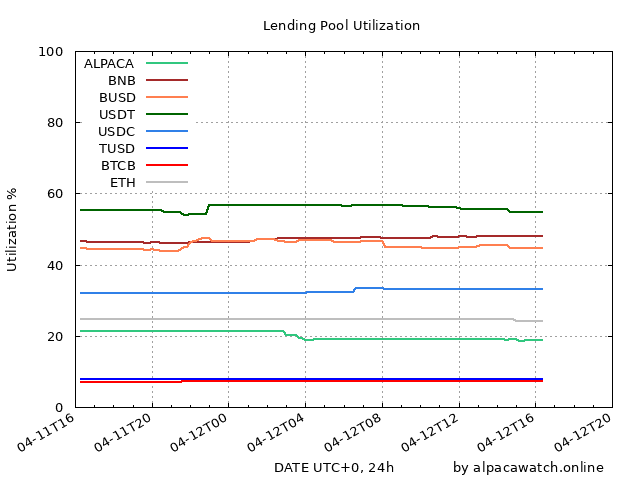 Lending Pool Utilization
100
80
60
40
20
0
Utilization %
ALPACA
BNB
BUSD
USDT
USDC
TUSD
BTCB
ETH
04-11T16
04-11T20
04-12T00
04-12T04
04-12T08
04-12T12
04-12T16
04-12T20
DATE UTC+0, 24h
by alpacawatch.online